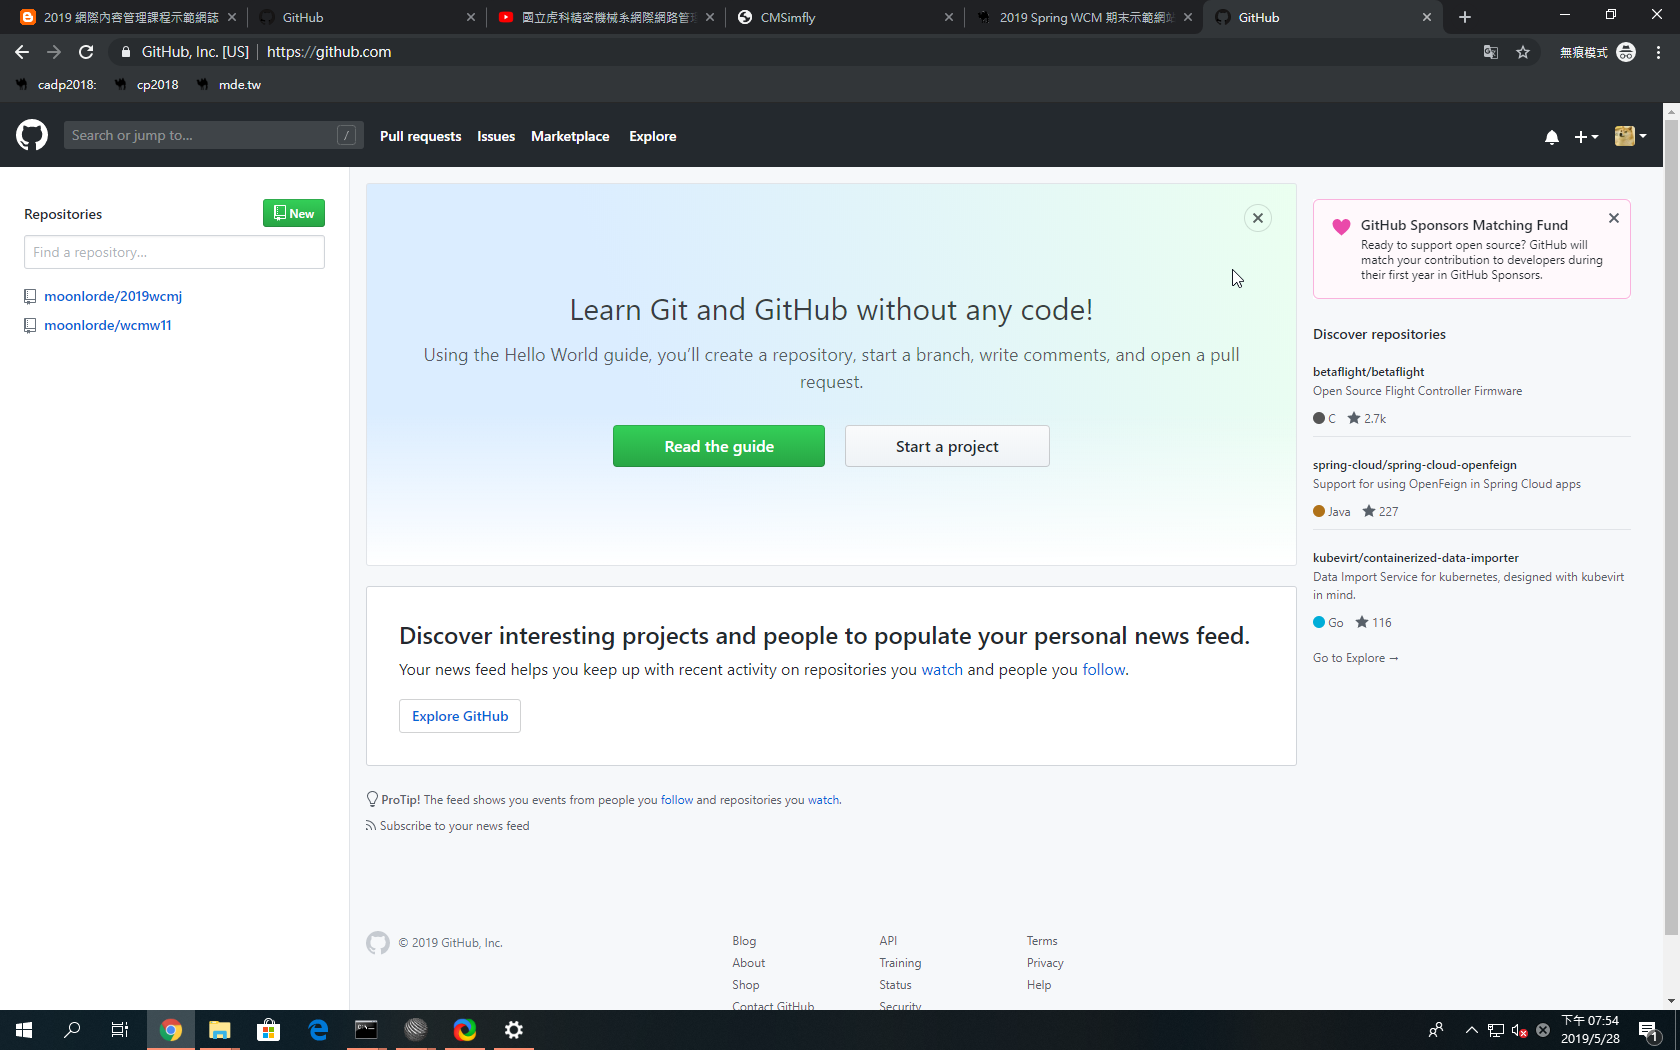 2019 網際內容管理課程示範網誌
GitHub
國立虎科精密機械系網際網路管理
CMSimfly
2019 Spring WCM 期末示範網站
GitHub
GitHub, Inc. [US] https://github.com
無痕模式
cadp2018:
cp2018
mde.tw
Search or jump to...
/
Pull requests
Issues
Marketplace
Explore
Repositories
New
Find a repository...
moonlorde/2019wcmj
moonlorde/wcmw11
Learn Git and GitHub without any code!
Using the Hello World guide, you’ll create a repository, start a branch, write comments, and open a pull
request.
Read the guide
Start a project
Discover interesting projects and people to populate your personal news feed.
Your news feed helps you keep up with recent activity on repositories you watch and people you follow.
Explore GitHub
ProTip! The feed shows you events from people you follow and repositories you watch.
Subscribe to your news feed
GitHub Sponsors Matching Fund
Ready to support open source? GitHub will
match your contribution to developers during
their first year in GitHub Sponsors.
Discover repositories
betaflight/betaflight
Open Source Flight Controller Firmware
C 2.7k
spring-cloud/spring-cloud-openfeign
Support for using OpenFeign in Spring Cloud apps
Java 227
kubevirt/containerized-data-importer
Data Import Service for kubernetes, designed with kubevirt
in mind.
Go 116
Go to Explore →
© 2019 GitHub, Inc.
Blog
About
Shop
Contact GitHub
API
Training
Status
Security
Terms
Privacy
Help
下午 07:54
2019/5/28
1